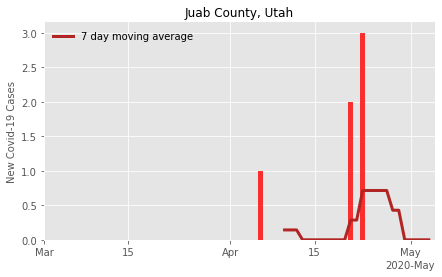 Juab County, Utah
7 day moving average
New Covid-19 Cases
3.0
2.5
2.0
1.5
1.0
0.5
0.0
Mar 15 Apr 15 May
2020-May